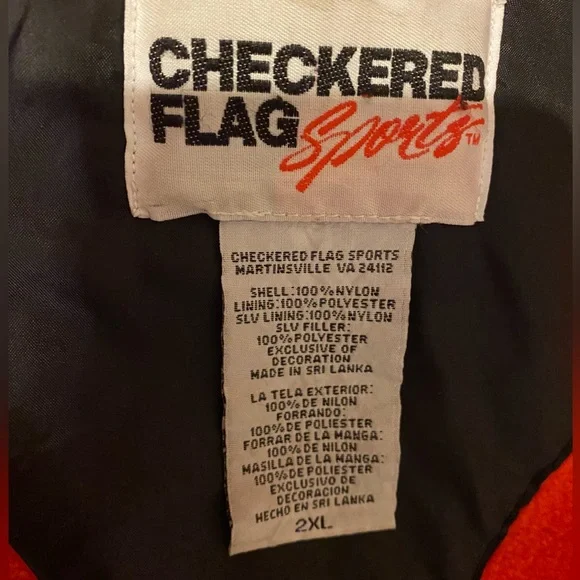 CHECKERED
FLAG Sports™
CHECKERED FLAG SPORTS
MARTINSVILLE VA 24112
SHELL:100%NYLON
LINING:100%POLYESTER
SLV LINING:100%NYLON
SLV FILLER:
100%POLYESTER
EXCLUSIVE OF
DECORATION
MADE IN SRI LANKA
LA TELA EXTERIOR:
100%DE NILON
FORRANDO:
100%DE POLIESTER
FORRAR DE LA MANGA:
100%DE NILON
MASILLA DE LA MANGA:
100%DE POLIESTER
EXCLUSIVO DE
DECORACION
HECHO EN SRI LANKA
2XL